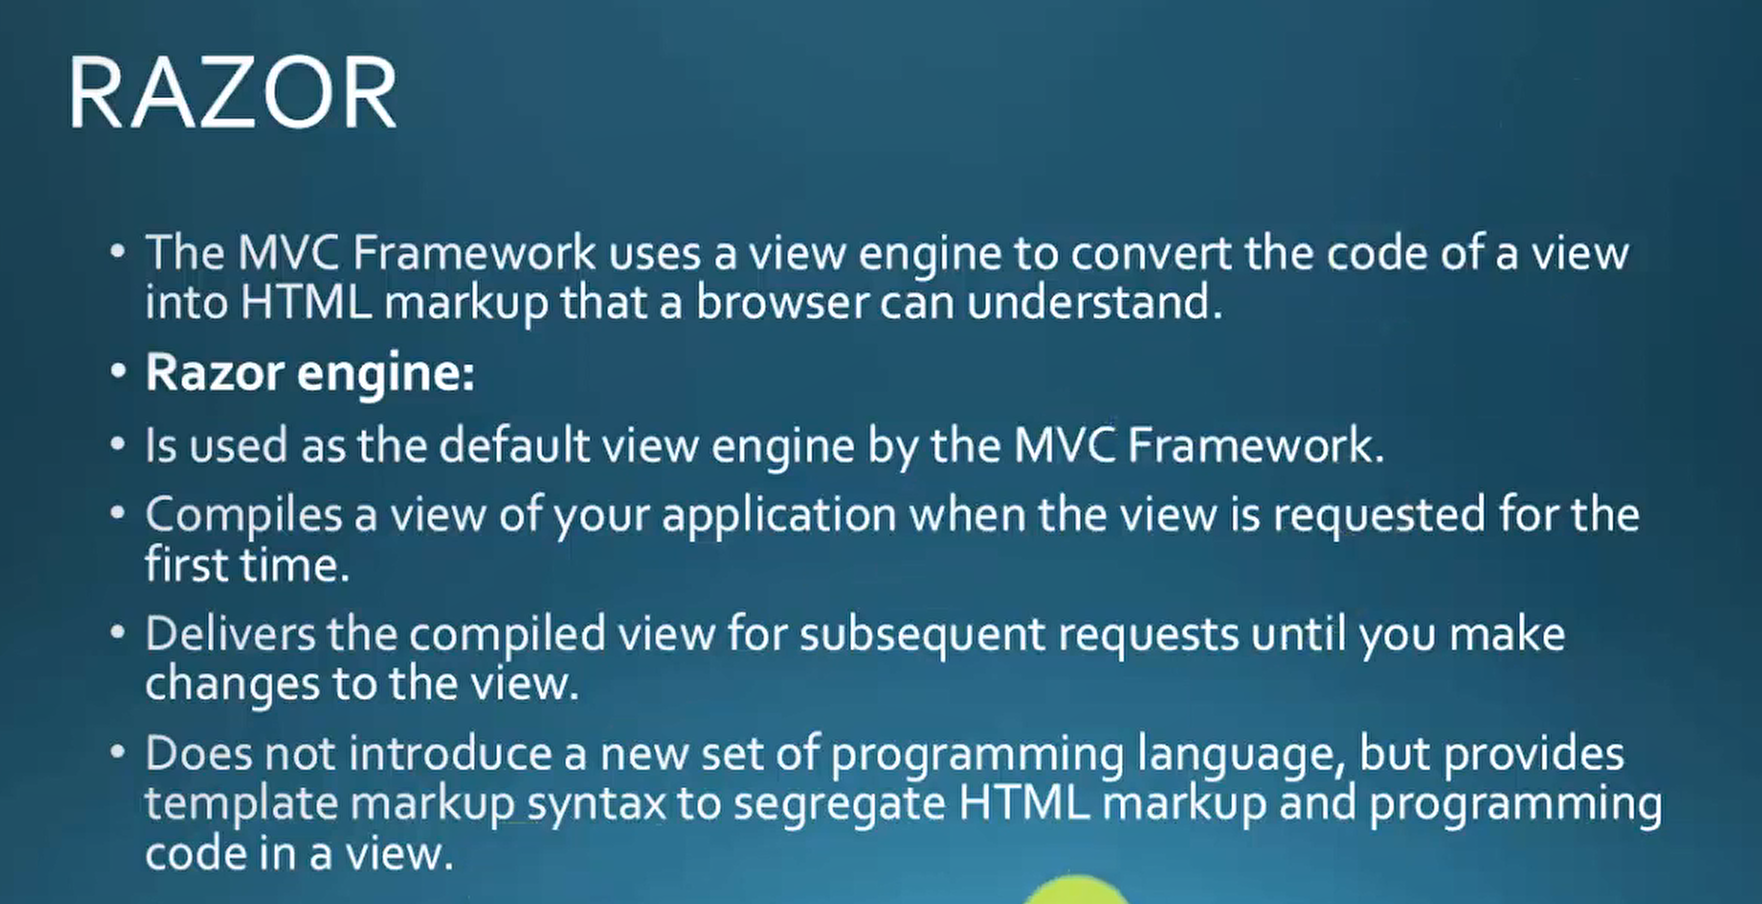 RAZOR
• The MVC Framework uses a view engine to convert the code of a view
into HTML markup that a browser can understand.
• Razor engine:
• Is used as the default view engine by the MVC Framework.
• Compiles a view of your application when the view is requested for the
first time.
• Delivers the compiled view for subsequent requests until you make
changes to the view.
• Does not introduce a new set of programming language, but provides
template markup syntax to segregate HTML markup and programming
code in a view.